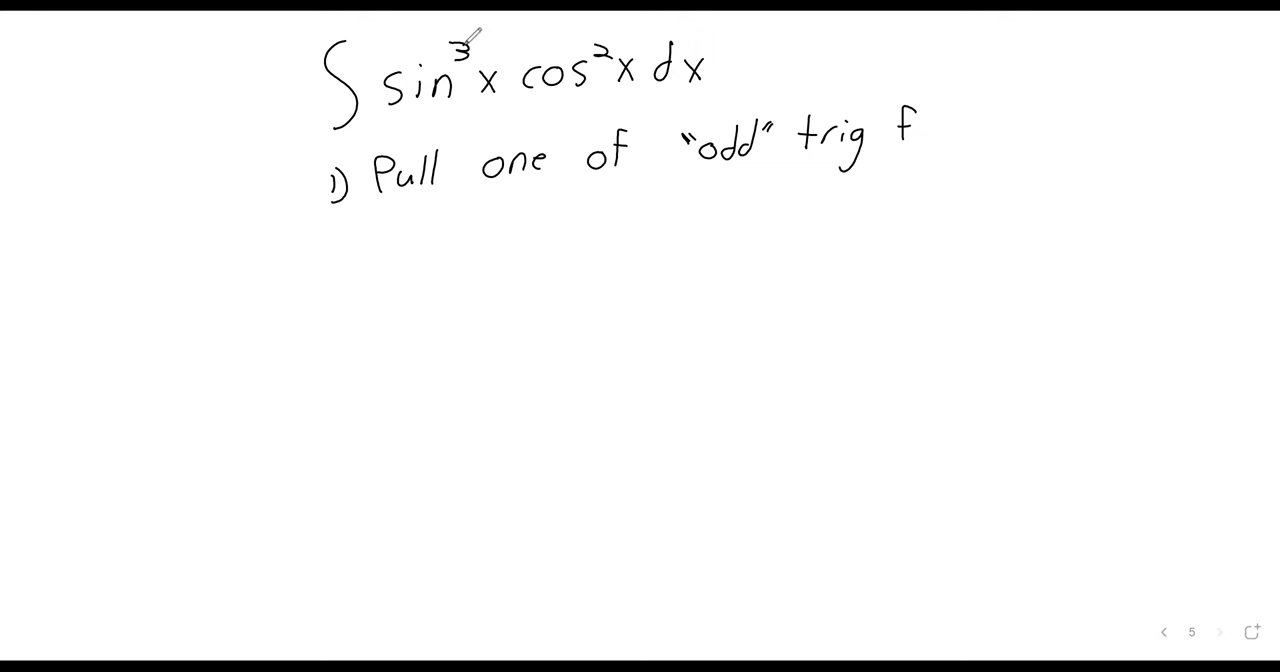 ∫ sin³x cos²x dx
1) Pull one of "odd" trig f
5